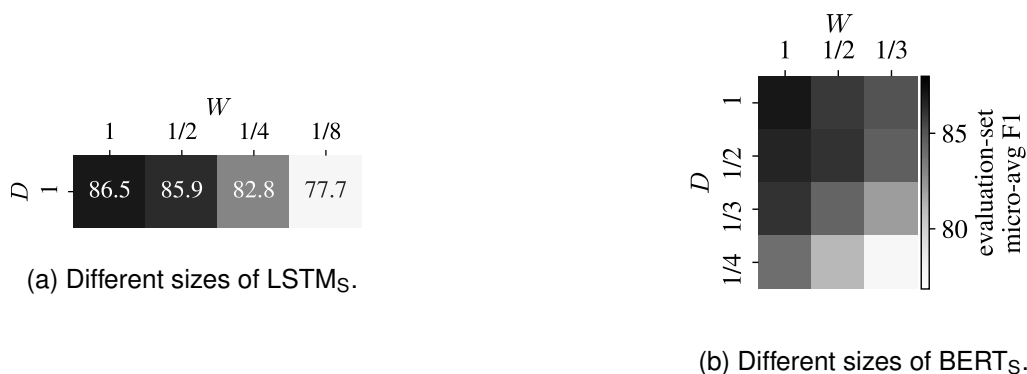 W
1 1/2 1/4 1/8
D
1
86.5 85.9 82.8 77.7
(a) Different sizes of LSTM_S.
W
1 1/2 1/3
D
1
1/2
1/3
1/4
85
80
evaluation-set
micro-avg F1
(b) Different sizes of BERT_S.